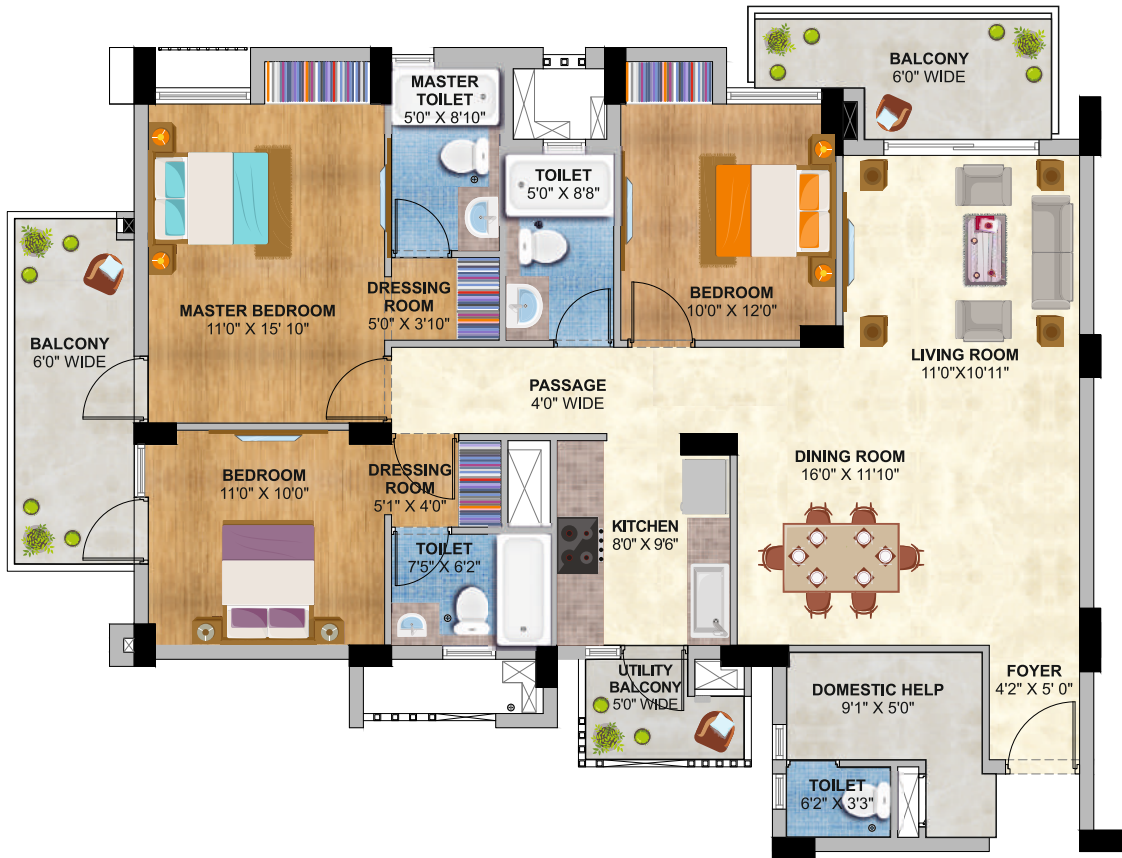 BALCONY
6'0" WIDE
MASTER
TOILET
5'0" X 8'10"
TOILET
5'0" X 8'8"
MASTER BEDROOM
11'0" X 15' 10"
DRESSING
ROOM
5'0" X 3'10"
BEDROOM
10'0" X 12'0"
LIVING ROOM
11'0"X10'11"
BALCONY
6'0" WIDE
PASSAGE
4'0" WIDE
BEDROOM
11'0" X 10'0"
DRESSING
ROOM
5'1" X 4'0"
DINING ROOM
16'0" X 11'10"
KITCHEN
8'0" X 9'6"
TOILET
7'5" X 6'2"
UTILITY
BALCONY
5'0" WIDE
DOMESTIC HELP
9'1" X 5'0"
FOYER
4'2" X 5' 0"
TOILET
6'2" X 3'3"